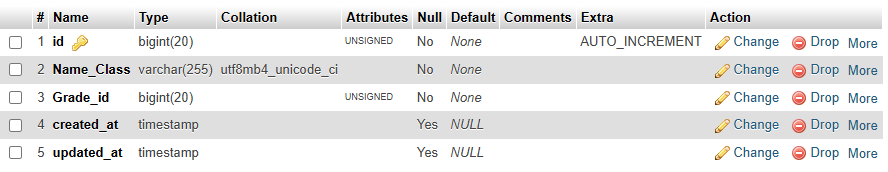 # Name Type Collation Attributes Null Default Comments Extra Action
1 id bigint(20) UNSIGNED No None AUTO_INCREMENT Change Drop More
2 Name_Class varchar(255) utf8mb4_unicode_ci No None Change Drop More
3 Grade_id bigint(20) UNSIGNED No None Change Drop More
4 created_at timestamp Yes NULL Change Drop More
5 updated_at timestamp Yes NULL Change Drop More